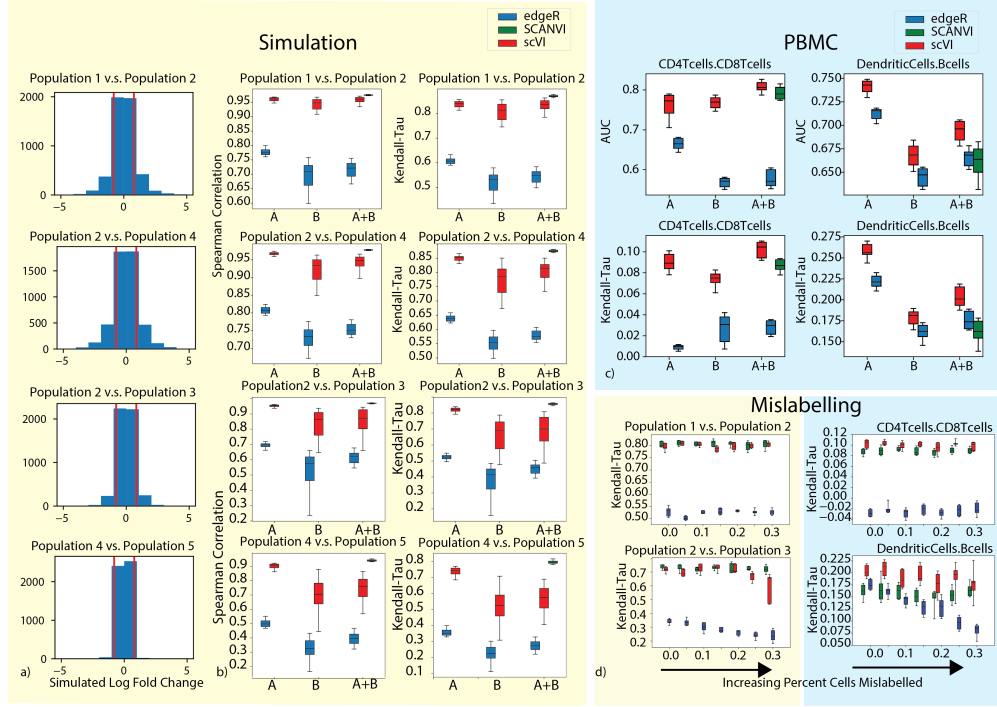 edgeR
SCANVI
scVI
Simulation
Population 1 v.s. Population 2
2000
1000
0
−5 0 5
Population 2 v.s. Population 4
1500
1000
500
0
−5 0 5
Population 2 v.s. Population 3
2000
1000
0
−5 0 5
Population 4 v.s. Population 5
2000
1000
0
−5 0 5
a)
Simulated Log Fold Change
Population 1 v.s. Population 2
0.95
0.90
0.85
0.80
0.75
0.70
0.65
0.60
A B A+B
Spearman Correlation
Population 1 v.s. Population 2
Kendall-Tau
0.8
0.7
0.6
0.5
A B A+B
Population 2 v.s. Population 4
0.95
0.90
0.85
0.80
0.75
0.70
A B A+B
Population 2 v.s. Population 4
Kendall-Tau
0.85
0.80
0.75
0.70
0.65
0.60
0.55
0.50
A B A+B
Population2 v.s. Population 3
0.9
0.8
0.7
0.6
0.5
0.4
0.3
0.2
A B A+B
Population2 v.s. Population 3
Kendall-Tau
0.9
0.8
0.7
0.6
0.5
0.4
0.3
0.2
A B A+B
Spearman Correlation
Population 4 v.s. Population 5
0.9
0.8
0.7
0.6
0.5
0.4
0.3
0.2
A B A+B
Population 4 v.s. Population 5
Kendall-Tau
0.8
0.7
0.6
0.5
0.4
0.3
0.2
0.1
A B A+B
b)
edgeR
SCANVI
scVI
PBMC
CD4Tcells.CD8Tcells
AUC
0.8
0.7
0.6
A B A+B
DendriticCells.Bcells
AUC
0.750
0.725
0.700
0.675
0.650
A B A+B
CD4Tcells.CD8Tcells
Kendall-Tau
0.10
0.08
0.06
0.04
0.02
0.00
A B A+B
DendriticCells.Bcells
Kendall-Tau
0.275
0.250
0.225
0.200
0.175
0.150
A B A+B
c)
Mislabelling
Population 1 v.s. Population 2
Kendall-Tau
0.80
0.75
0.70
0.65
0.60
0.55
0.50
0.0 0.1 0.2 0.3
CD4Tcells.CD8Tcells
Kendall-Tau
0.12
0.10
0.08
0.06
0.04
0.02
0.00
−0.02
−0.04
0.0 0.1 0.2 0.3
Population 2 v.s. Population 3
Kendall-Tau
0.7
0.6
0.5
0.4
0.3
0.2
0.0 0.1 0.2 0.3
DendriticCells.Bcells
Kendall-Tau
0.225
0.200
0.175
0.150
0.125
0.100
0.075
0.050
0.0 0.1 0.2 0.3
d)
Increasing Percent Cells Mislabelled